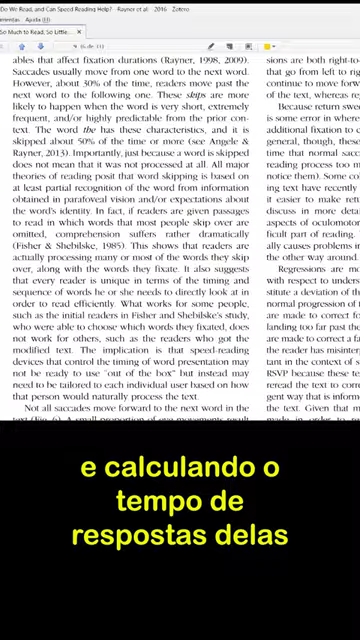 Do We Read, and Can Speed Reading Help? - Rayner et al. - 2016 - Zotero
Ferramentas Ajuda
So Much to Read, So Little...
ables that affect fixation durations (Rayner, 1998, 2009).
Saccades usually move from one word to the next word.
However, about 30% of the time, readers move past the
next word to the following one. These skips are more
likely to happen when the word is very short, extremely
frequent, and/or highly predictable from the prior con-
text. The word the has these characteristics, and it is
skipped about 50% of the time or more (see Angele &
Rayner, 2013). Importantly, just because a word is skipped
does not mean that it was not processed at all. All major
theories of reading posit that word skipping is based on
at least partial recognition of the word from information
obtained in parafoveal vision and/or expectations about
the word's identity. In fact, if readers are given passages
to read in which words that most people skip over are
omitted, comprehension suffers rather dramatically
(Fisher & Shebilske, 1985). This shows that readers are
actually processing many or most of the words they skip
over, along with the words they fixate. It also suggests
that every reader is unique in terms of the timing and
sequence of words he or she needs to directly look at in
order to read efficiently. What works for some people,
such as the initial readers in Fisher and Shebilske's study,
who were able to choose which words they fixated, does
not work for others, such as the readers who got the
modified text. The implication is that speed-reading
devices that control the timing of word presentation may
not be ready to use "out of the box" but instead may
need to be tailored to each individual user based on how
that person would naturally process the text.
Not all saccades move forward to the next word in the
text (Fig. 6). A small proportion of eye movements result
sions are both right-to-
that go from left to rig
continue to move forw
of the text, whereas re
Because return swee
is some error in where
additional fixation to c
general, though, these
time that normal sacc
reading process too m
notice them). Some col
ing text have recently
it easier to make retur
discuss in more detai
aspects of oculomotor
ficult part of reading.
ally causes problems in
the other way around.
Regressions are mo
with respect to unders
stitute a deviation of th
normal progression of t
are made to correct fo
landing too far past the
are made to correct a f
the reader has misinter
tant in the context of s
RSVP because these te
reread the text to corre
gent way that is inform
the text. Given that m
made in order to re
e calculando o
tempo de
respostas delas